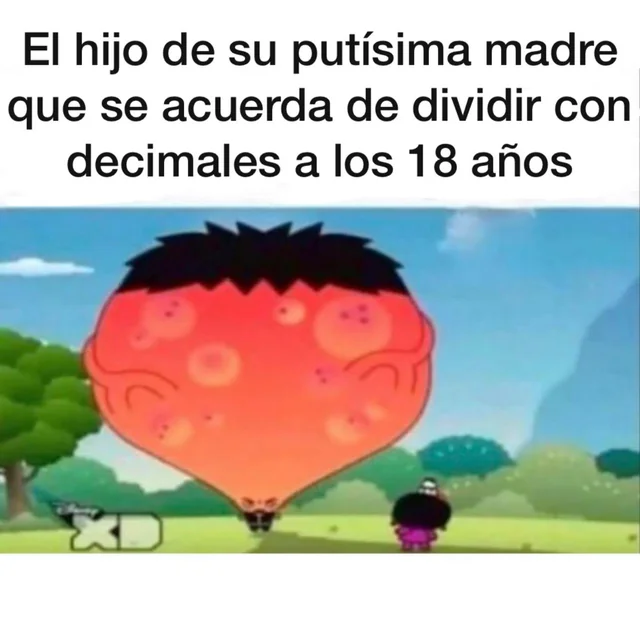 El hijo de su putísima madre
que se acuerda de dividir con
decimales a los 18 años
Disney
XD